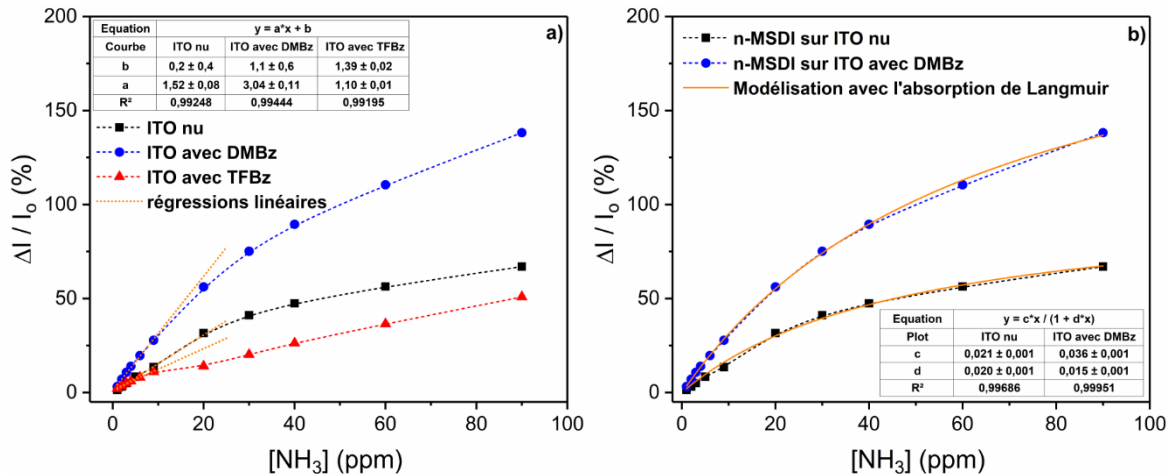 a)
Equation y = a*x + b
Courbe ITO nu ITO avec DMBz ITO avec TFBz
b 0,2 ± 0,4 1,1 ± 0,6 1,39 ± 0,02
a 1,52 ± 0,08 3,04 ± 0,11 1,10 ± 0,01
R² 0,99248 0,99444 0,99195
ITO nu
ITO avec DMBz
ITO avec TFBz
régressions linéaires
200
150
100
50
0
ΔI / I₀ (%)
0 20 40 60 80 100
[NH₃] (ppm)
b)
n-MSDI sur ITO nu
n-MSDI sur ITO avec DMBz
Modélisation avec l'absorption de Langmuir
Equation y = c*x / (1 + d*x)
Plot ITO nu ITO avec DMBz
c 0,021 ± 0,001 0,036 ± 0,001
d 0,020 ± 0,001 0,015 ± 0,001
R² 0,99686 0,99951
200
150
100
50
0
ΔI / I₀ (%)
0 20 40 60 80 100
[NH₃] (ppm)